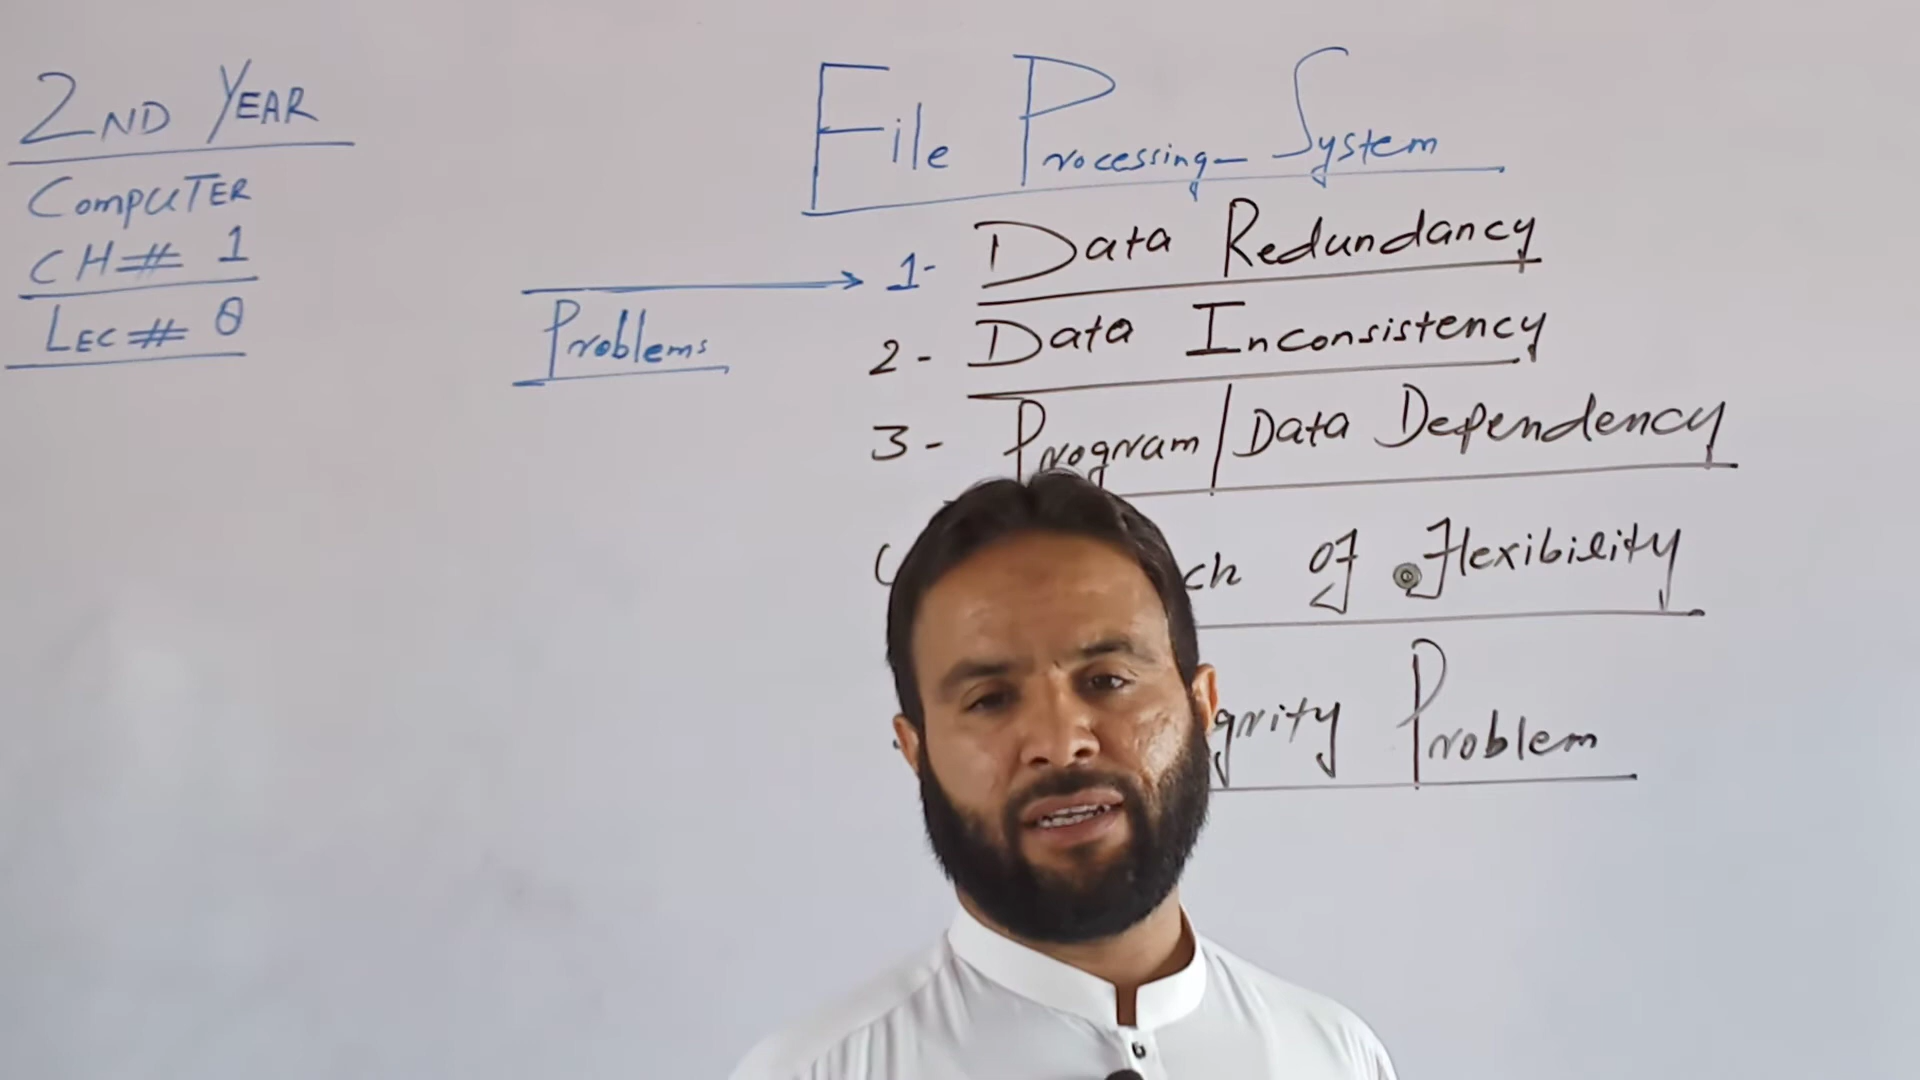 2ND YEAR
COMPUTER
CH# 1
LEC# 8
File Processing System
Problems
1- Data Redundancy
2- Data Inconsistency
3- Program/Data Dependency
of Flexibility
Problem